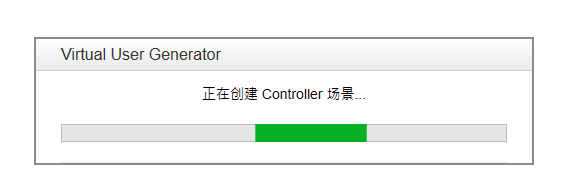 Virtual User Generator
正在创建 Controller 场景...